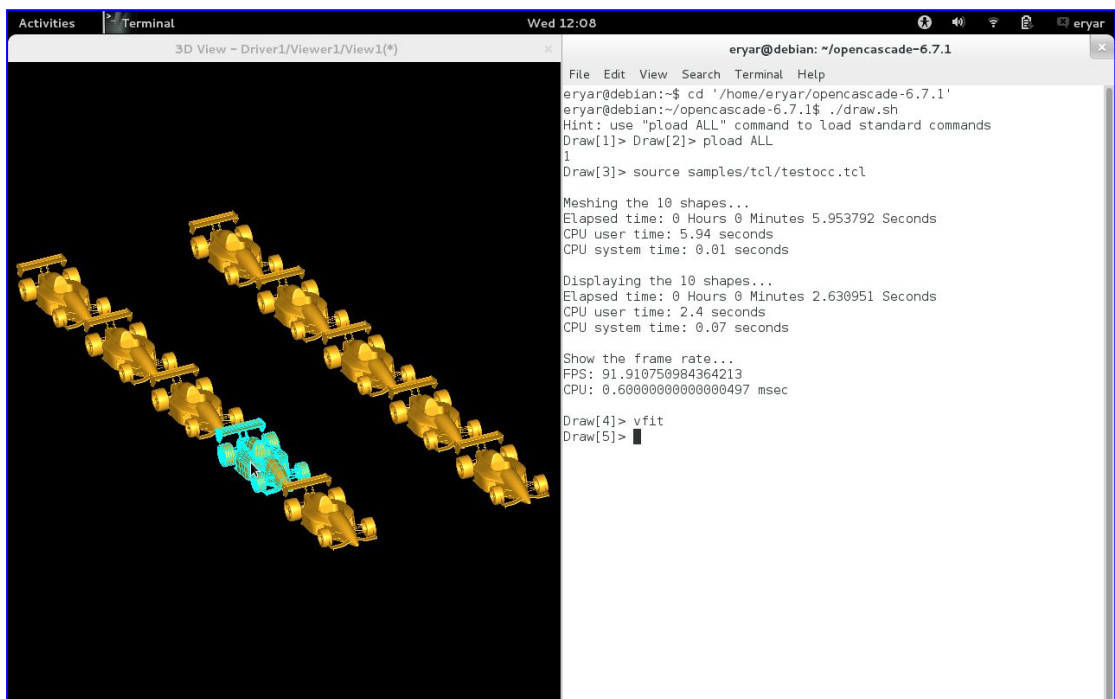 Activities
Terminal
Wed 12:08
eryar
3D View - Driver1/Viewer1/View1(*)
eryar@debian: ~/opencascade-6.7.1
File Edit View Search Terminal Help
eryar@debian:~$ cd '/home/eryar/opencascade-6.7.1'
eryar@debian:~/opencascade-6.7.1$ ./draw.sh
Hint: use "pload ALL" command to load standard commands
Draw[1]> Draw[2]> pload ALL
1
Draw[3]> source samples/tcl/testocc.tcl
Meshing the 10 shapes...
Elapsed time: 0 Hours 0 Minutes 5.953792 Seconds
CPU user time: 5.94 seconds
CPU system time: 0.01 seconds
Displaying the 10 shapes...
Elapsed time: 0 Hours 0 Minutes 2.630951 Seconds
CPU user time: 2.4 seconds
CPU system time: 0.07 seconds
Show the frame rate...
FPS: 91.910750984364213
CPU: 0.60000000000000497 msec
Draw[4]> vfit
Draw[5]>